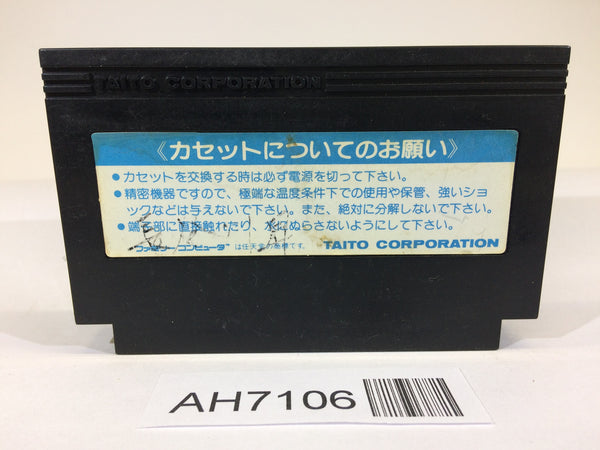 TAITO CORPORATION
《カセットについてのお願い》
●カセットを交換する時は必ず電源を切って下さい。
●精密機器ですので、極端な温度条件下での使用や保管、強いショ
ックなどは与えないで下さい。また、絶対に分解しないで下さい。
●端子部に直接触れたり、水にぬらさないようにして下さい。
ファミリーコンピュータ™は任天堂の商標です。
TAITO CORPORATION
AH7106